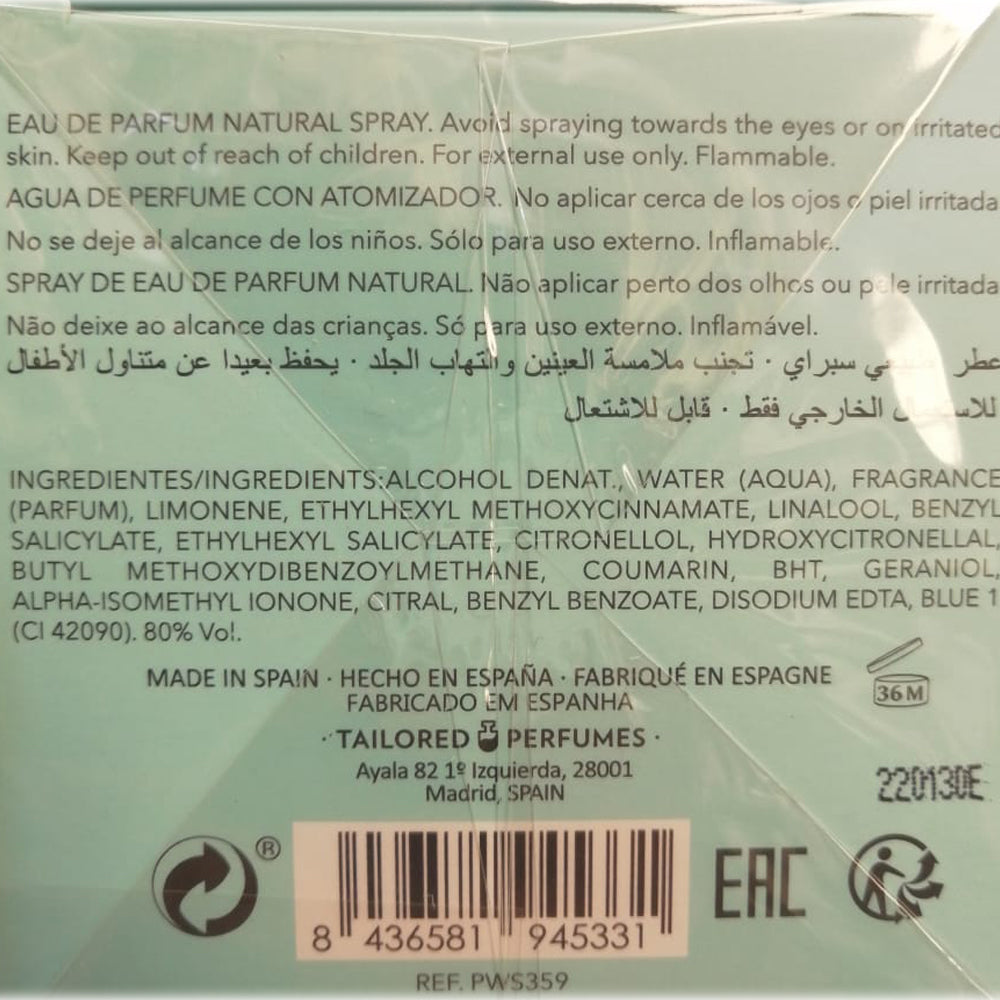 EAU DE PARFUM NATURAL SPRAY. Avoid spraying towards the eyes or on irritated
skin. Keep out of reach of children. For external use only. Flammable.
AGUA DE PERFUME CON ATOMIZADOR. No aplicar cerca de los ojos o piel irritada
No se deje al alcance de los niños. Sólo para uso externo. Inflamable.
SPRAY DE EAU DE PARFUM NATURAL. Não aplicar perto dos olhos ou pele irritada
Não deixe ao alcance das crianças. Só para uso externo. Inflamável.
عطر طبيعي سبراي · تجنب ملامسة العينين والتهاب الجلد · يحفظ بعيدا عن متناول الأطفال
للاستعمال الخارجي فقط · قابل للاشتعال
INGREDIENTES/INGREDIENTS:ALCOHOL DENAT., WATER (AQUA), FRAGRANCE
(PARFUM), LIMONENE, ETHYLHEXYL METHOXYCINNAMATE, LINALOOL, BENZYL
SALICYLATE, ETHYLHEXYL SALICYLATE, CITRONELLOL, HYDROXYCITRONELLAL,
BUTYL METHOXYDIBENZOYLMETHANE, COUMARIN, BHT, GERANIOL,
ALPHA-ISOMETHYL IONONE, CITRAL, BENZYL BENZOATE, DISODIUM EDTA, BLUE 1
(CI 42090). 80% Vol.
MADE IN SPAIN · HECHO EN ESPAÑA · FABRIQUÉ EN ESPAGNE
FABRICADO EM ESPANHA
36M
· TAILORED PERFUMES ·
Ayala 82 1º Izquierda, 28001
Madrid, SPAIN
220130E
®
EAC
8 436581 945331
REF. PWS359